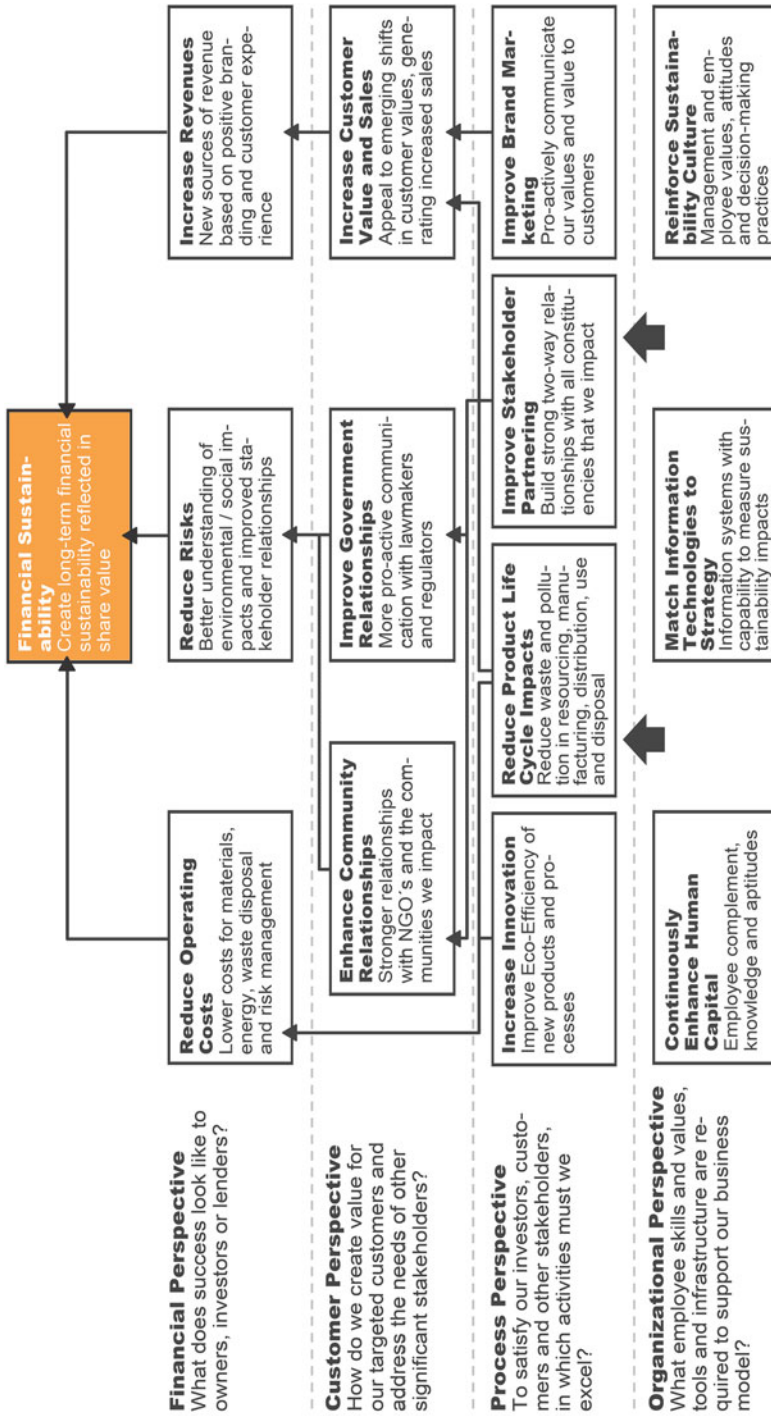 Financial Sustain-
ability
Create long-term financial
sustainability reflected in
share value
Financial Perspective
What does success look like to
owners, investors or lenders?
Reduce Operating
Costs
Lower costs for materials,
energy, waste disposal
and risk management
Reduce Risks
Better understanding of
environmental / social im-
pacts and improved sta-
keholder relationships
Increase Revenues
New sources of revenue
based on positive bran-
ding and customer expe-
rience
Customer Perspective
How do we create value for
our targeted customers and
address the needs of other
significant stakeholders?
Enhance Community
Relationships
Stronger relationships
with NGO´s and the com-
munities we impact
Improve Government
Relationships
More pro-active communi-
cation with lawmakers
and regulators
Increase Customer
Value and Sales
Appeal to emerging shifts
in customer values, gene-
rating increased sales
Process Perspective
To satisfy our investors, custo-
mers and other stakeholders,
in which activities must we
excel?
Increase Innovation
Improve Eco-Efficiency of
new products and pro-
cesses
Reduce Product Life
Cycle Impacts
Reduce waste and pollu-
tion in resourcing, manu-
facturing, distribution, use
and disposal
Improve Stakeholder
Partnering
Build strong two-way rela-
tionships with all constitu-
encies that we impact
Improve Brand Mar-
keting
Pro-actively communicate
our values and value to
customers
Organizational Perspective
What employee skills and values,
tools and infrastructure are re-
quired to support our business
model?
Continuously
Enhance Human
Capital
Employee complement,
knowledge and aptitudes
Match Information
Technologies to
Strategy
Information systems with
capability to measure sus-
tainability impacts
Reinforce Sustaina-
bility Culture
Management and em-
ployee values, attitudes
and decision-making
practices